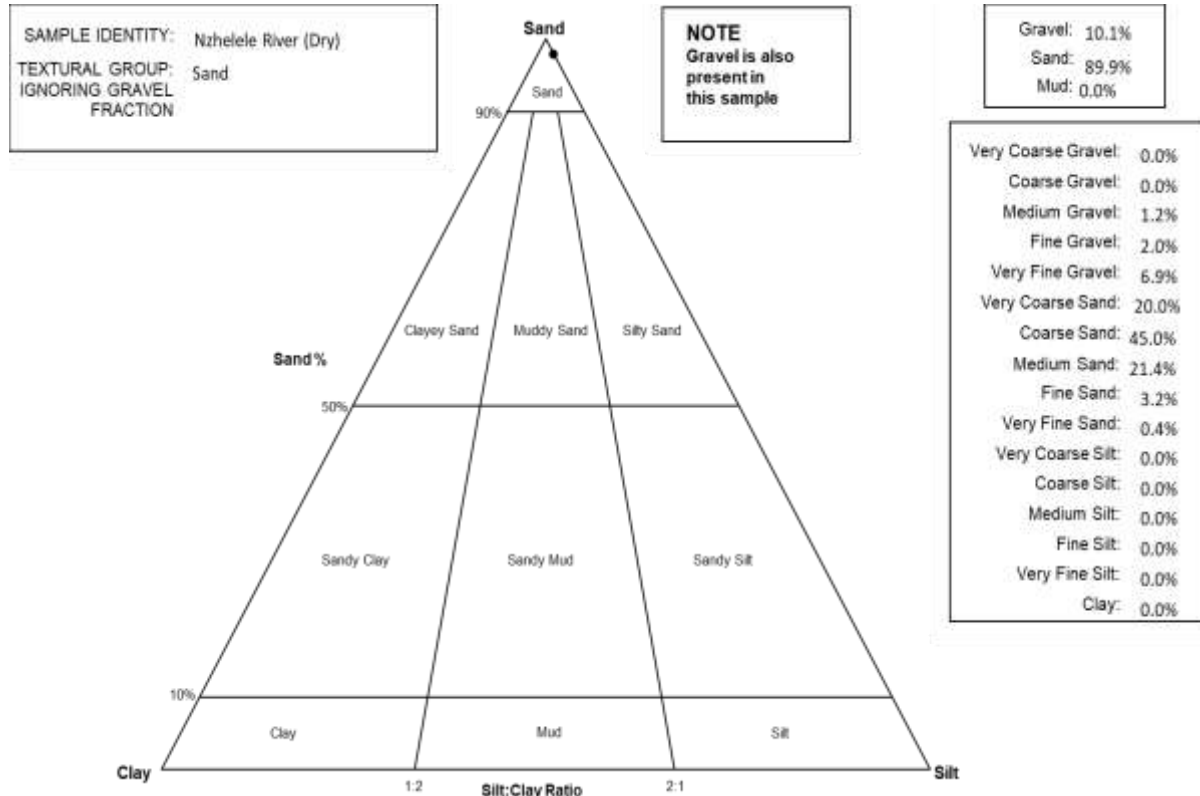 SAMPLE IDENTITY: Nzhelele River (Dry)
TEXTURAL GROUP: Sand
IGNORING GRAVEL
FRACTION
Sand
NOTE
Gravel is also
present in
this sample
Gravel: 10.1%
Sand: 89.9%
Mud: 0.0%
Sand
90%
Clayey Sand Muddy Sand Silty Sand
Sand %
50%
Sandy Clay Sandy Mud Sandy Silt
10%
Clay Mud Silt
Clay Silt
1:2 2:1
Silt:Clay Ratio
Very Coarse Gravel: 0.0%
Coarse Gravel: 0.0%
Medium Gravel: 1.2%
Fine Gravel: 2.0%
Very Fine Gravel: 6.9%
Very Coarse Sand: 20.0%
Coarse Sand: 45.0%
Medium Sand: 21.4%
Fine Sand: 3.2%
Very Fine Sand: 0.4%
Very Coarse Silt: 0.0%
Coarse Silt: 0.0%
Medium Silt: 0.0%
Fine Silt: 0.0%
Very Fine Silt: 0.0%
Clay: 0.0%